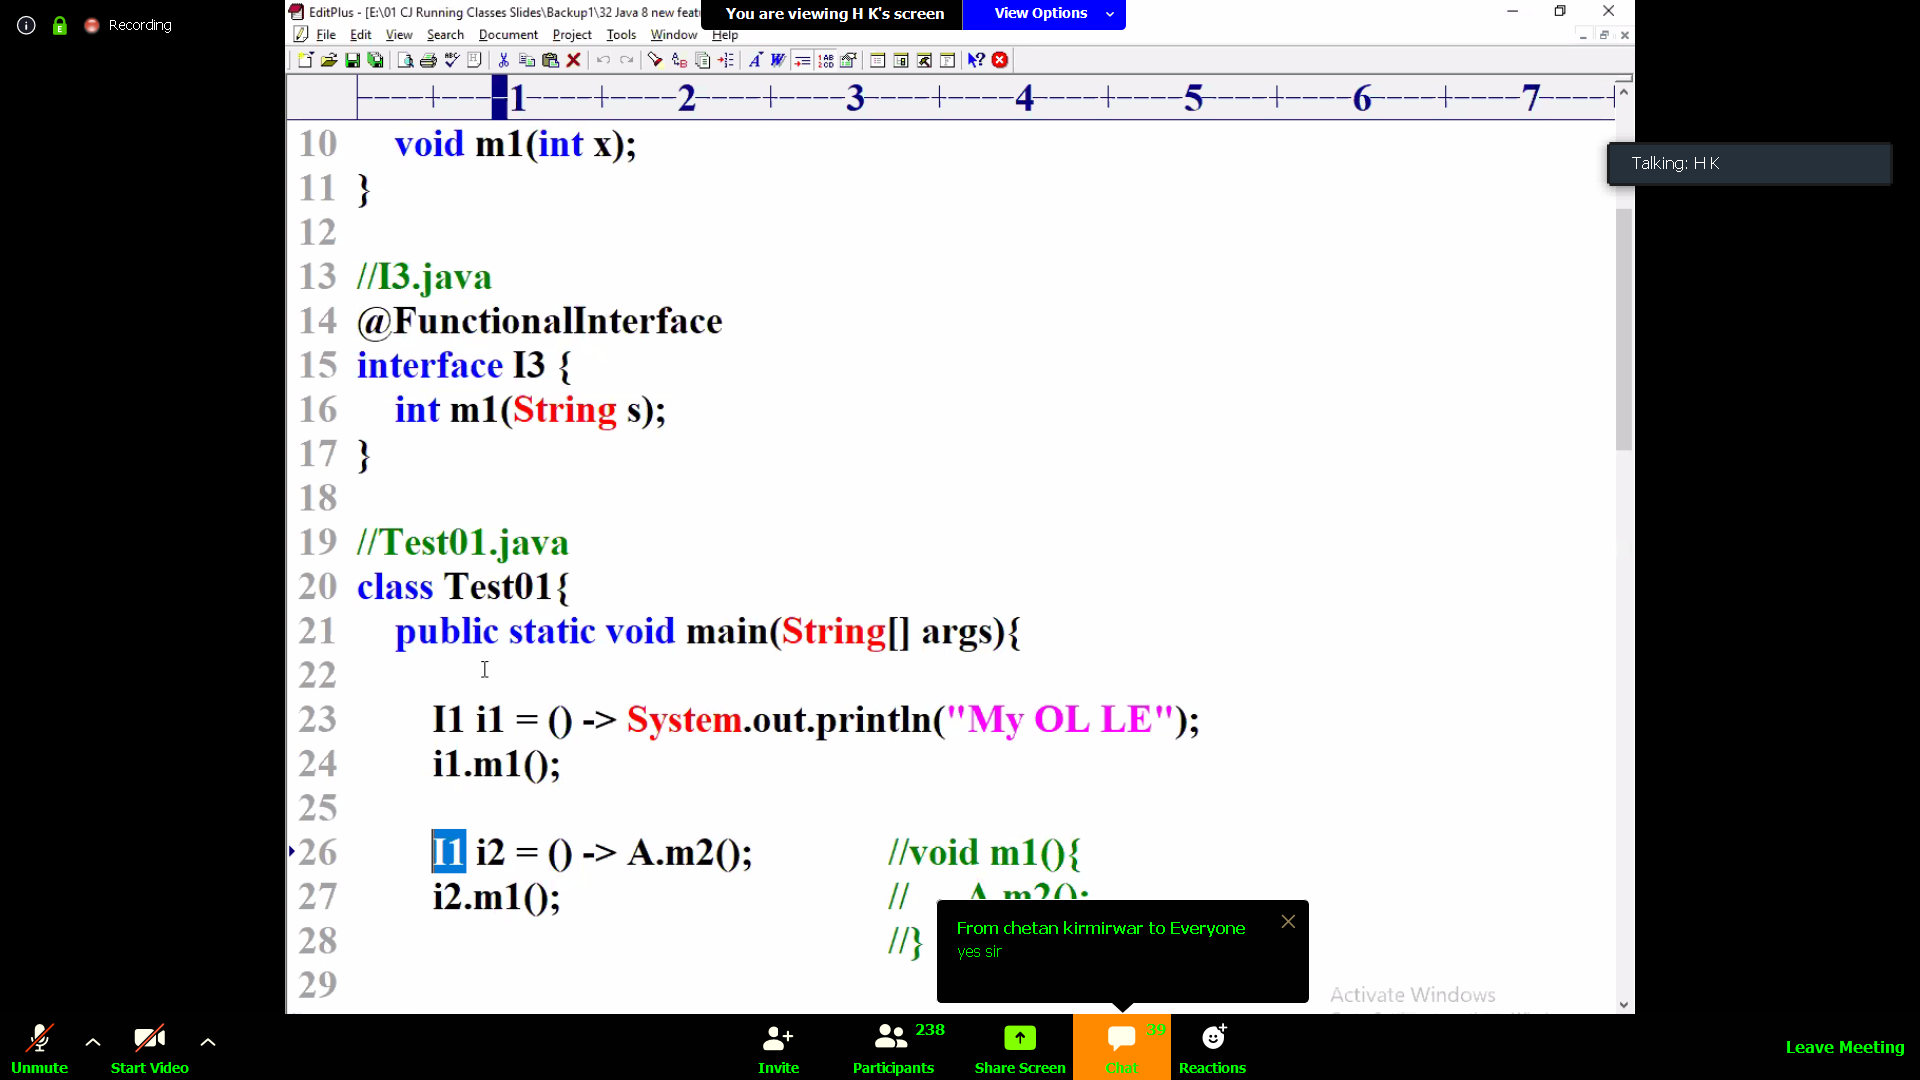 Recording
EditPlus - [E:\01 CJ Running Classes Slides\Backup1\32 Java 8 new feat
You are viewing H K's screen
View Options
File Edit View Search Document Project Tools Window Help
1 2 3 4 5 6 7
Talking: H K
10 void m1(int x);
11 }
12
13 //I3.java
14 @FunctionalInterface
15 interface I3 {
16 int m1(String s);
17 }
18
19 //Test01.java
20 class Test01{
21 public static void main(String[] args){
22
23 I1 i1 = () -> System.out.println("My OL LE");
24 i1.m1();
25
26 I1 i2 = () -> A.m2(); //void m1(){
27 i2.m1(); // A.m2();
28 //}
29
From chetan kirmirwar to Everyone
yes sir
Activate Windows
Unmute
Start Video
Invite
Participants 238
Share Screen
Chat 39
Reactions
Leave Meeting